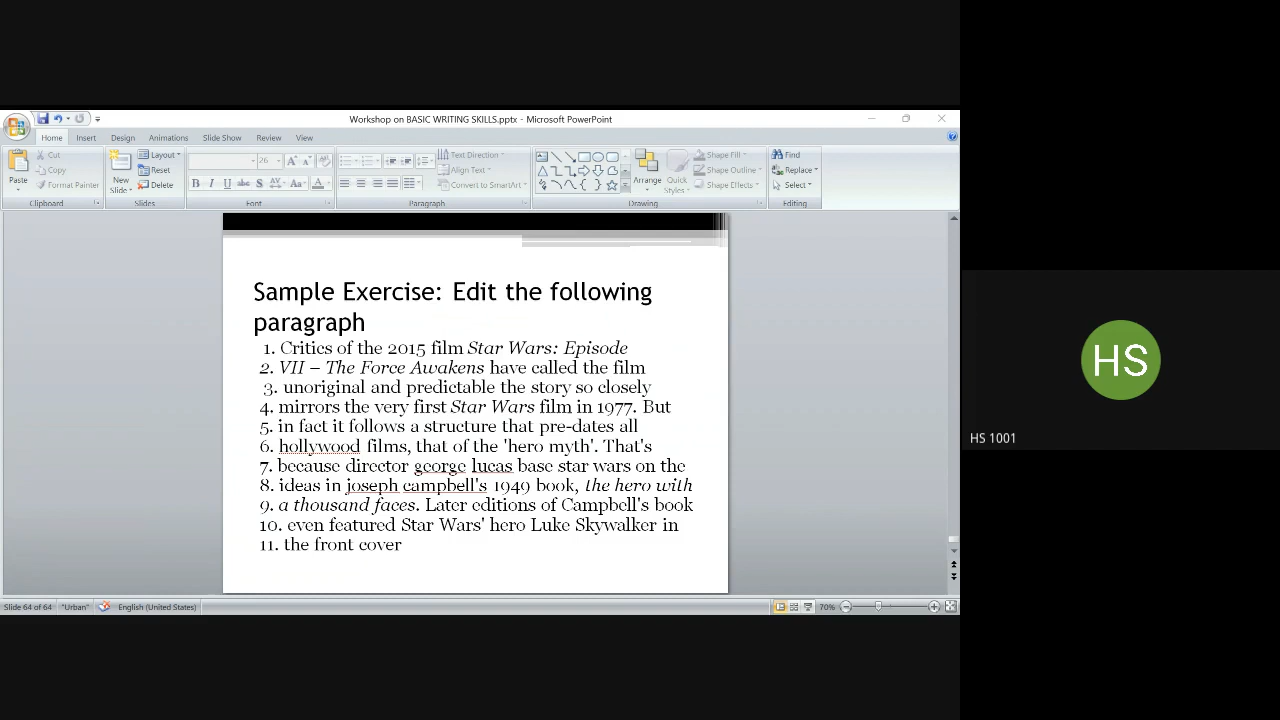 Workshop on BASIC WRITING SKILLS.pptx - Microsoft PowerPoint
Home Insert Design Animations Slide Show Review View
Paste
Cut
Copy
Format Painter
Clipboard
New Slide
Layout
Reset
Delete
Slides
26
B I U abc S AV Aa A
Font
Text Direction
Align Text
Convert to SmartArt
Paragraph
Arrange
Quick Styles
Shape Fill
Shape Outline
Shape Effects
Drawing
Find
Replace
Select
Editing
Sample Exercise: Edit the following
paragraph
1. Critics of the 2015 film Star Wars: Episode
2. VII – The Force Awakens have called the film
3. unoriginal and predictable the story so closely
4. mirrors the very first Star Wars film in 1977. But
5. in fact it follows a structure that pre-dates all
6. hollywood films, that of the 'hero myth'. That's
7. because director george lucas base star wars on the
8. ideas in joseph campbell's 1949 book, the hero with
9. a thousand faces. Later editions of Campbell's book
10. even featured Star Wars' hero Luke Skywalker in
11. the front cover
HS
HS 1001
Slide 64 of 64 "Urban" English (United States) 70%